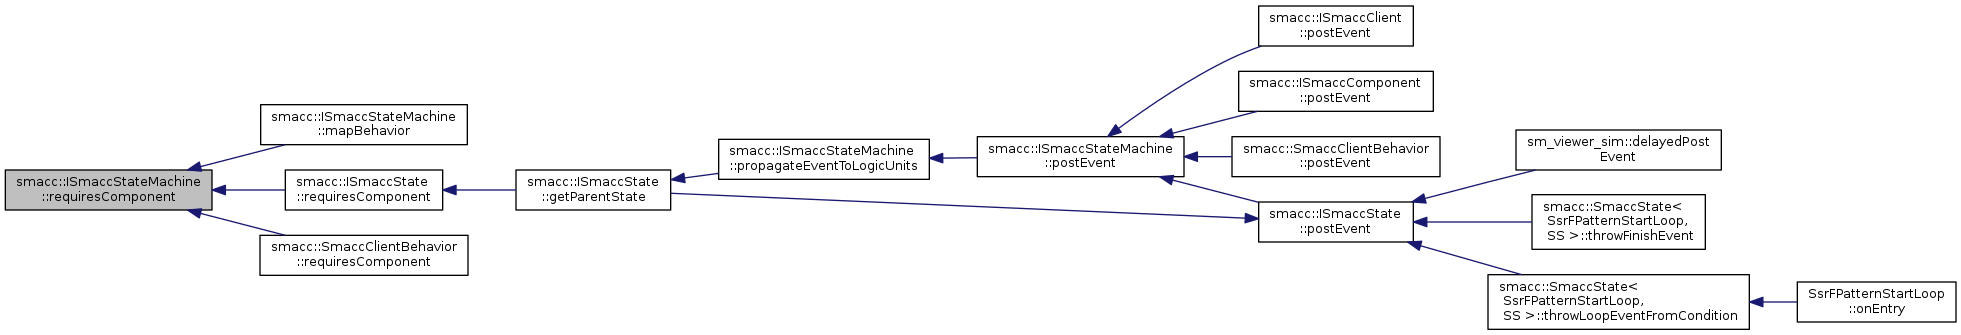 smacc::ISmaccStateMachine
::requiresComponent
smacc::ISmaccStateMachine
::mapBehavior
smacc::ISmaccState
::requiresComponent
smacc::SmaccClientBehavior
::requiresComponent
smacc::ISmaccState
::getParentState
smacc::ISmaccStateMachine
::propagateEventToLogicUnits
smacc::ISmaccStateMachine
::postEvent
smacc::ISmaccClient
::postEvent
smacc::ISmaccComponent
::postEvent
smacc::SmaccClientBehavior
::postEvent
smacc::ISmaccState
::postEvent
sm_viewer_sim::delayedPost
Event
smacc::SmaccState<
SsrFPatternStartLoop,
SS >::throwFinishEvent
smacc::SmaccState<
SsrFPatternStartLoop,
SS >::throwLoopEventFromCondition
SsrFPatternStartLoop
::onEntry